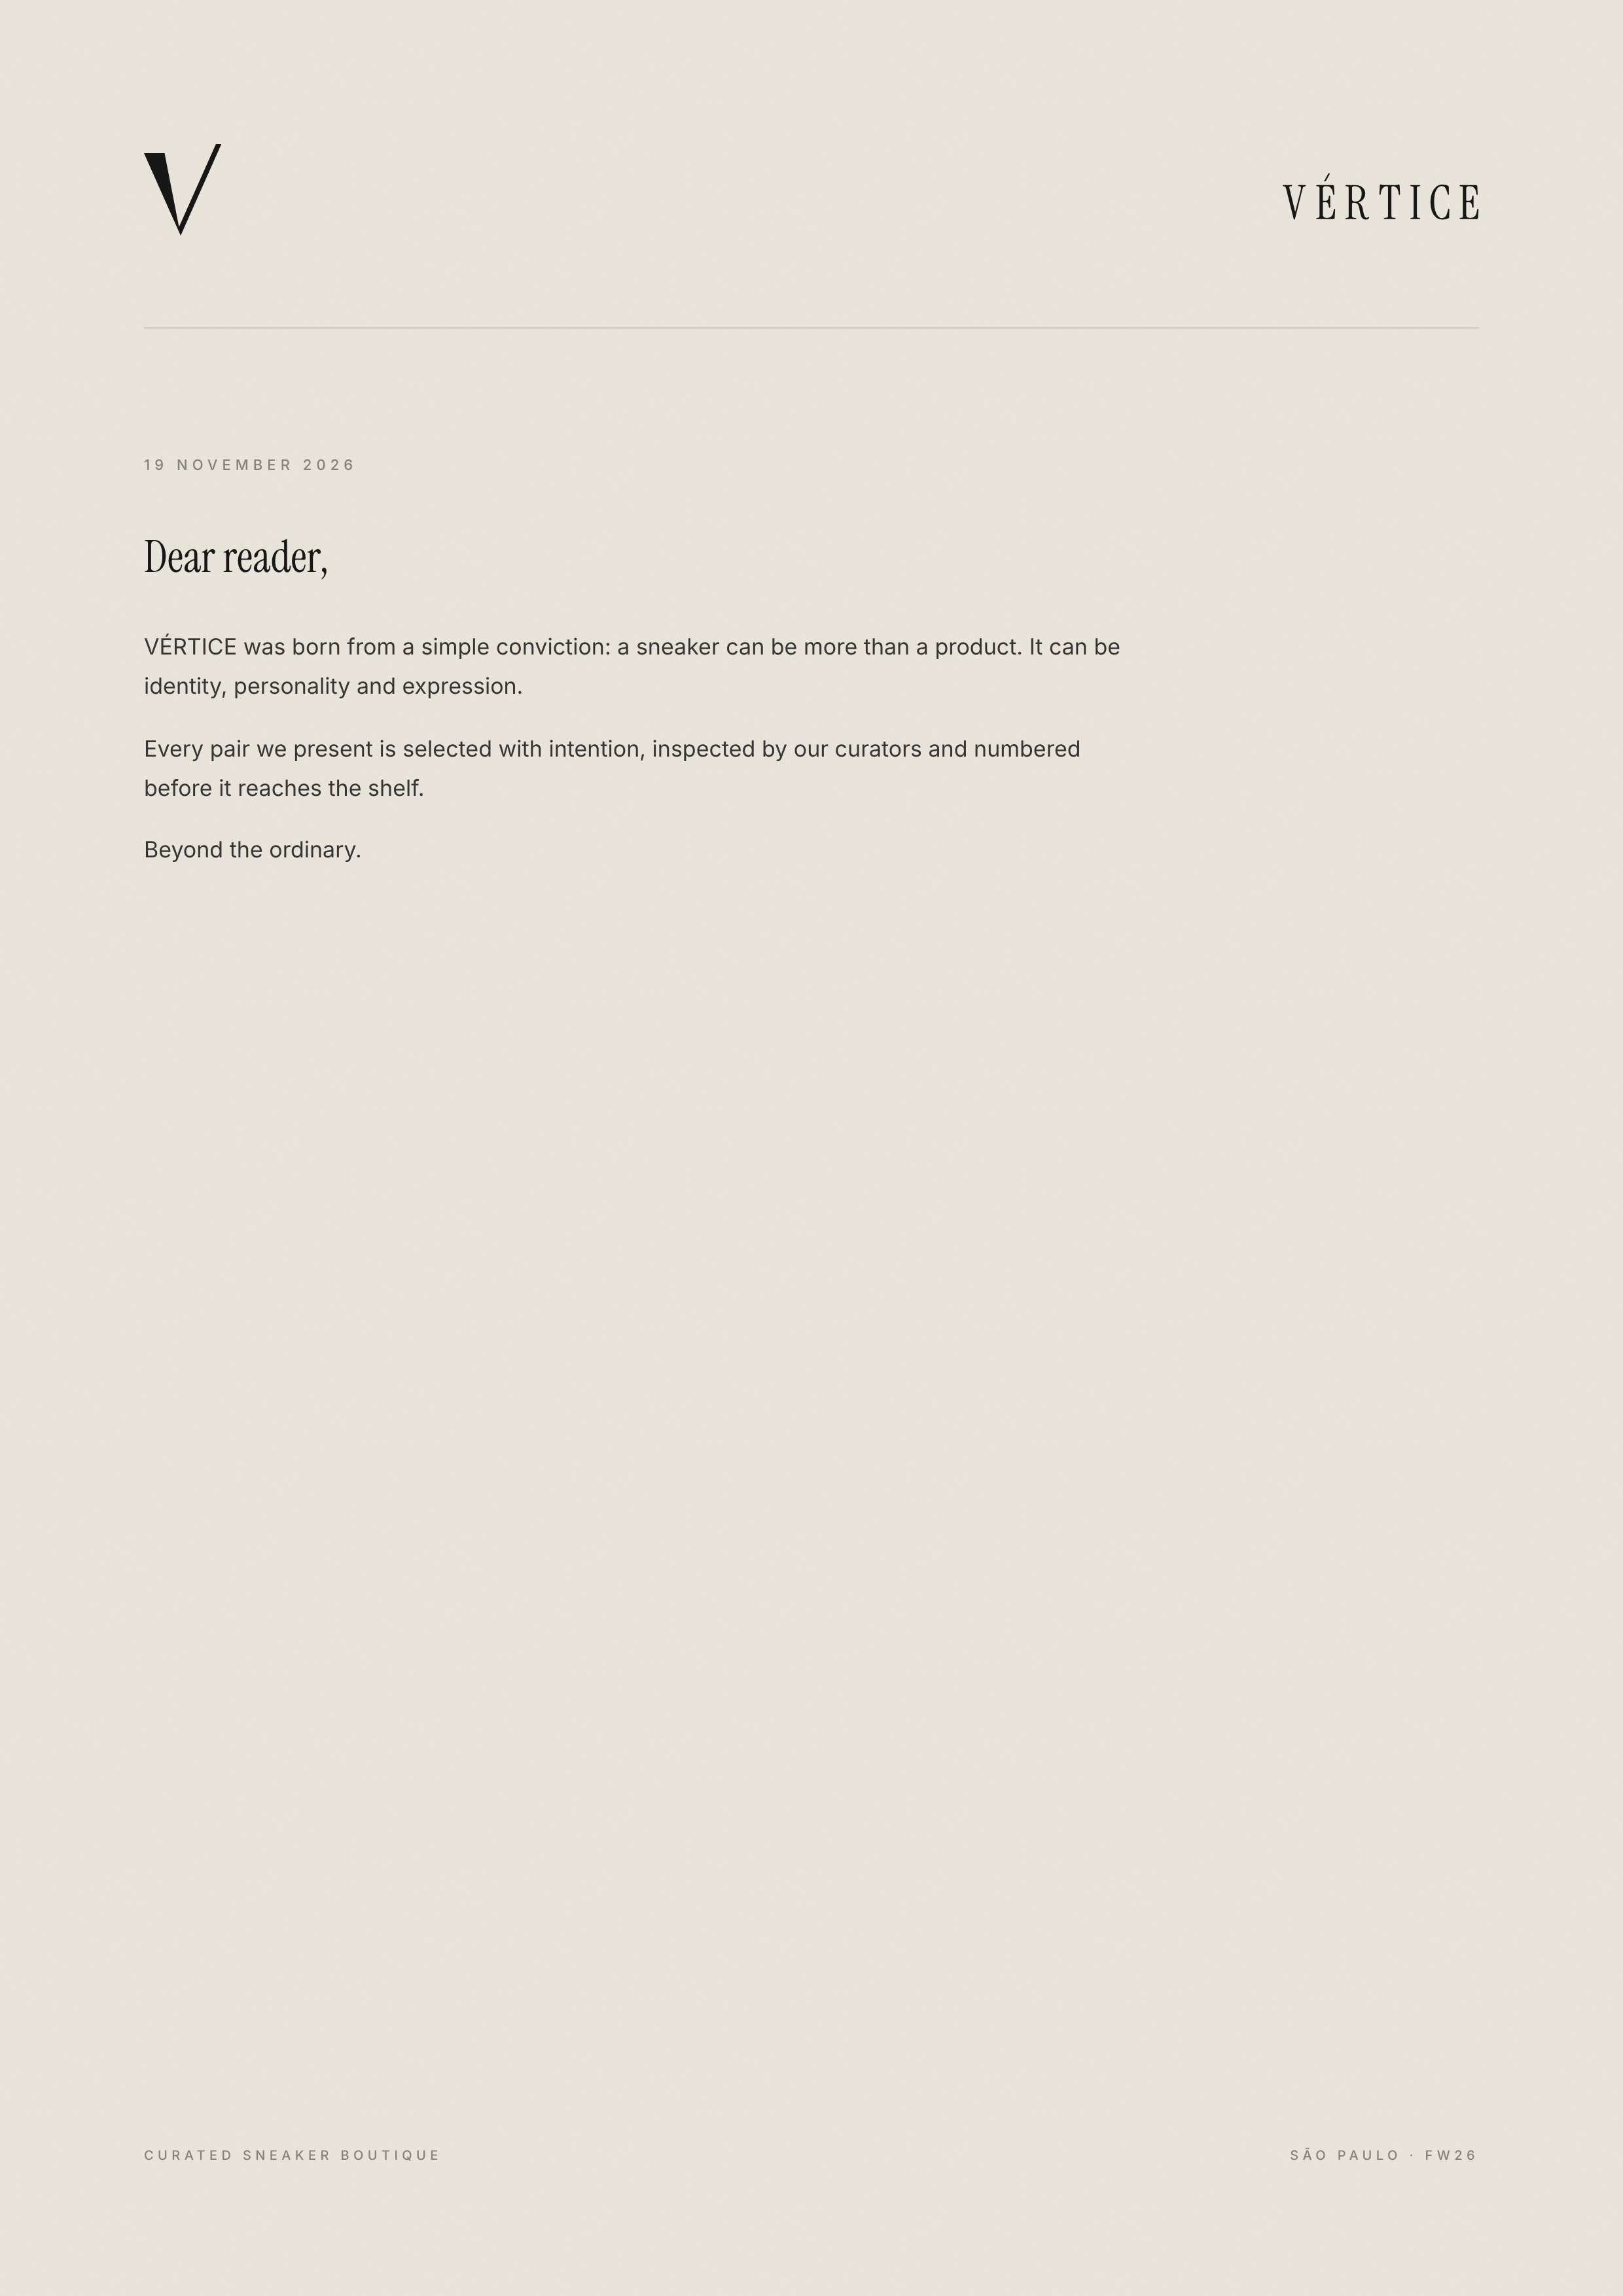 V
VÉRTICE
19 NOVEMBER 2026
Dear reader,
VÉRTICE was born from a simple conviction: a sneaker can be more than a product. It can be
identity, personality and expression.
Every pair we present is selected with intention, inspected by our curators and numbered
before it reaches the shelf.
Beyond the ordinary.
CURATED SNEAKER BOUTIQUE
SÃO PAULO · FW26